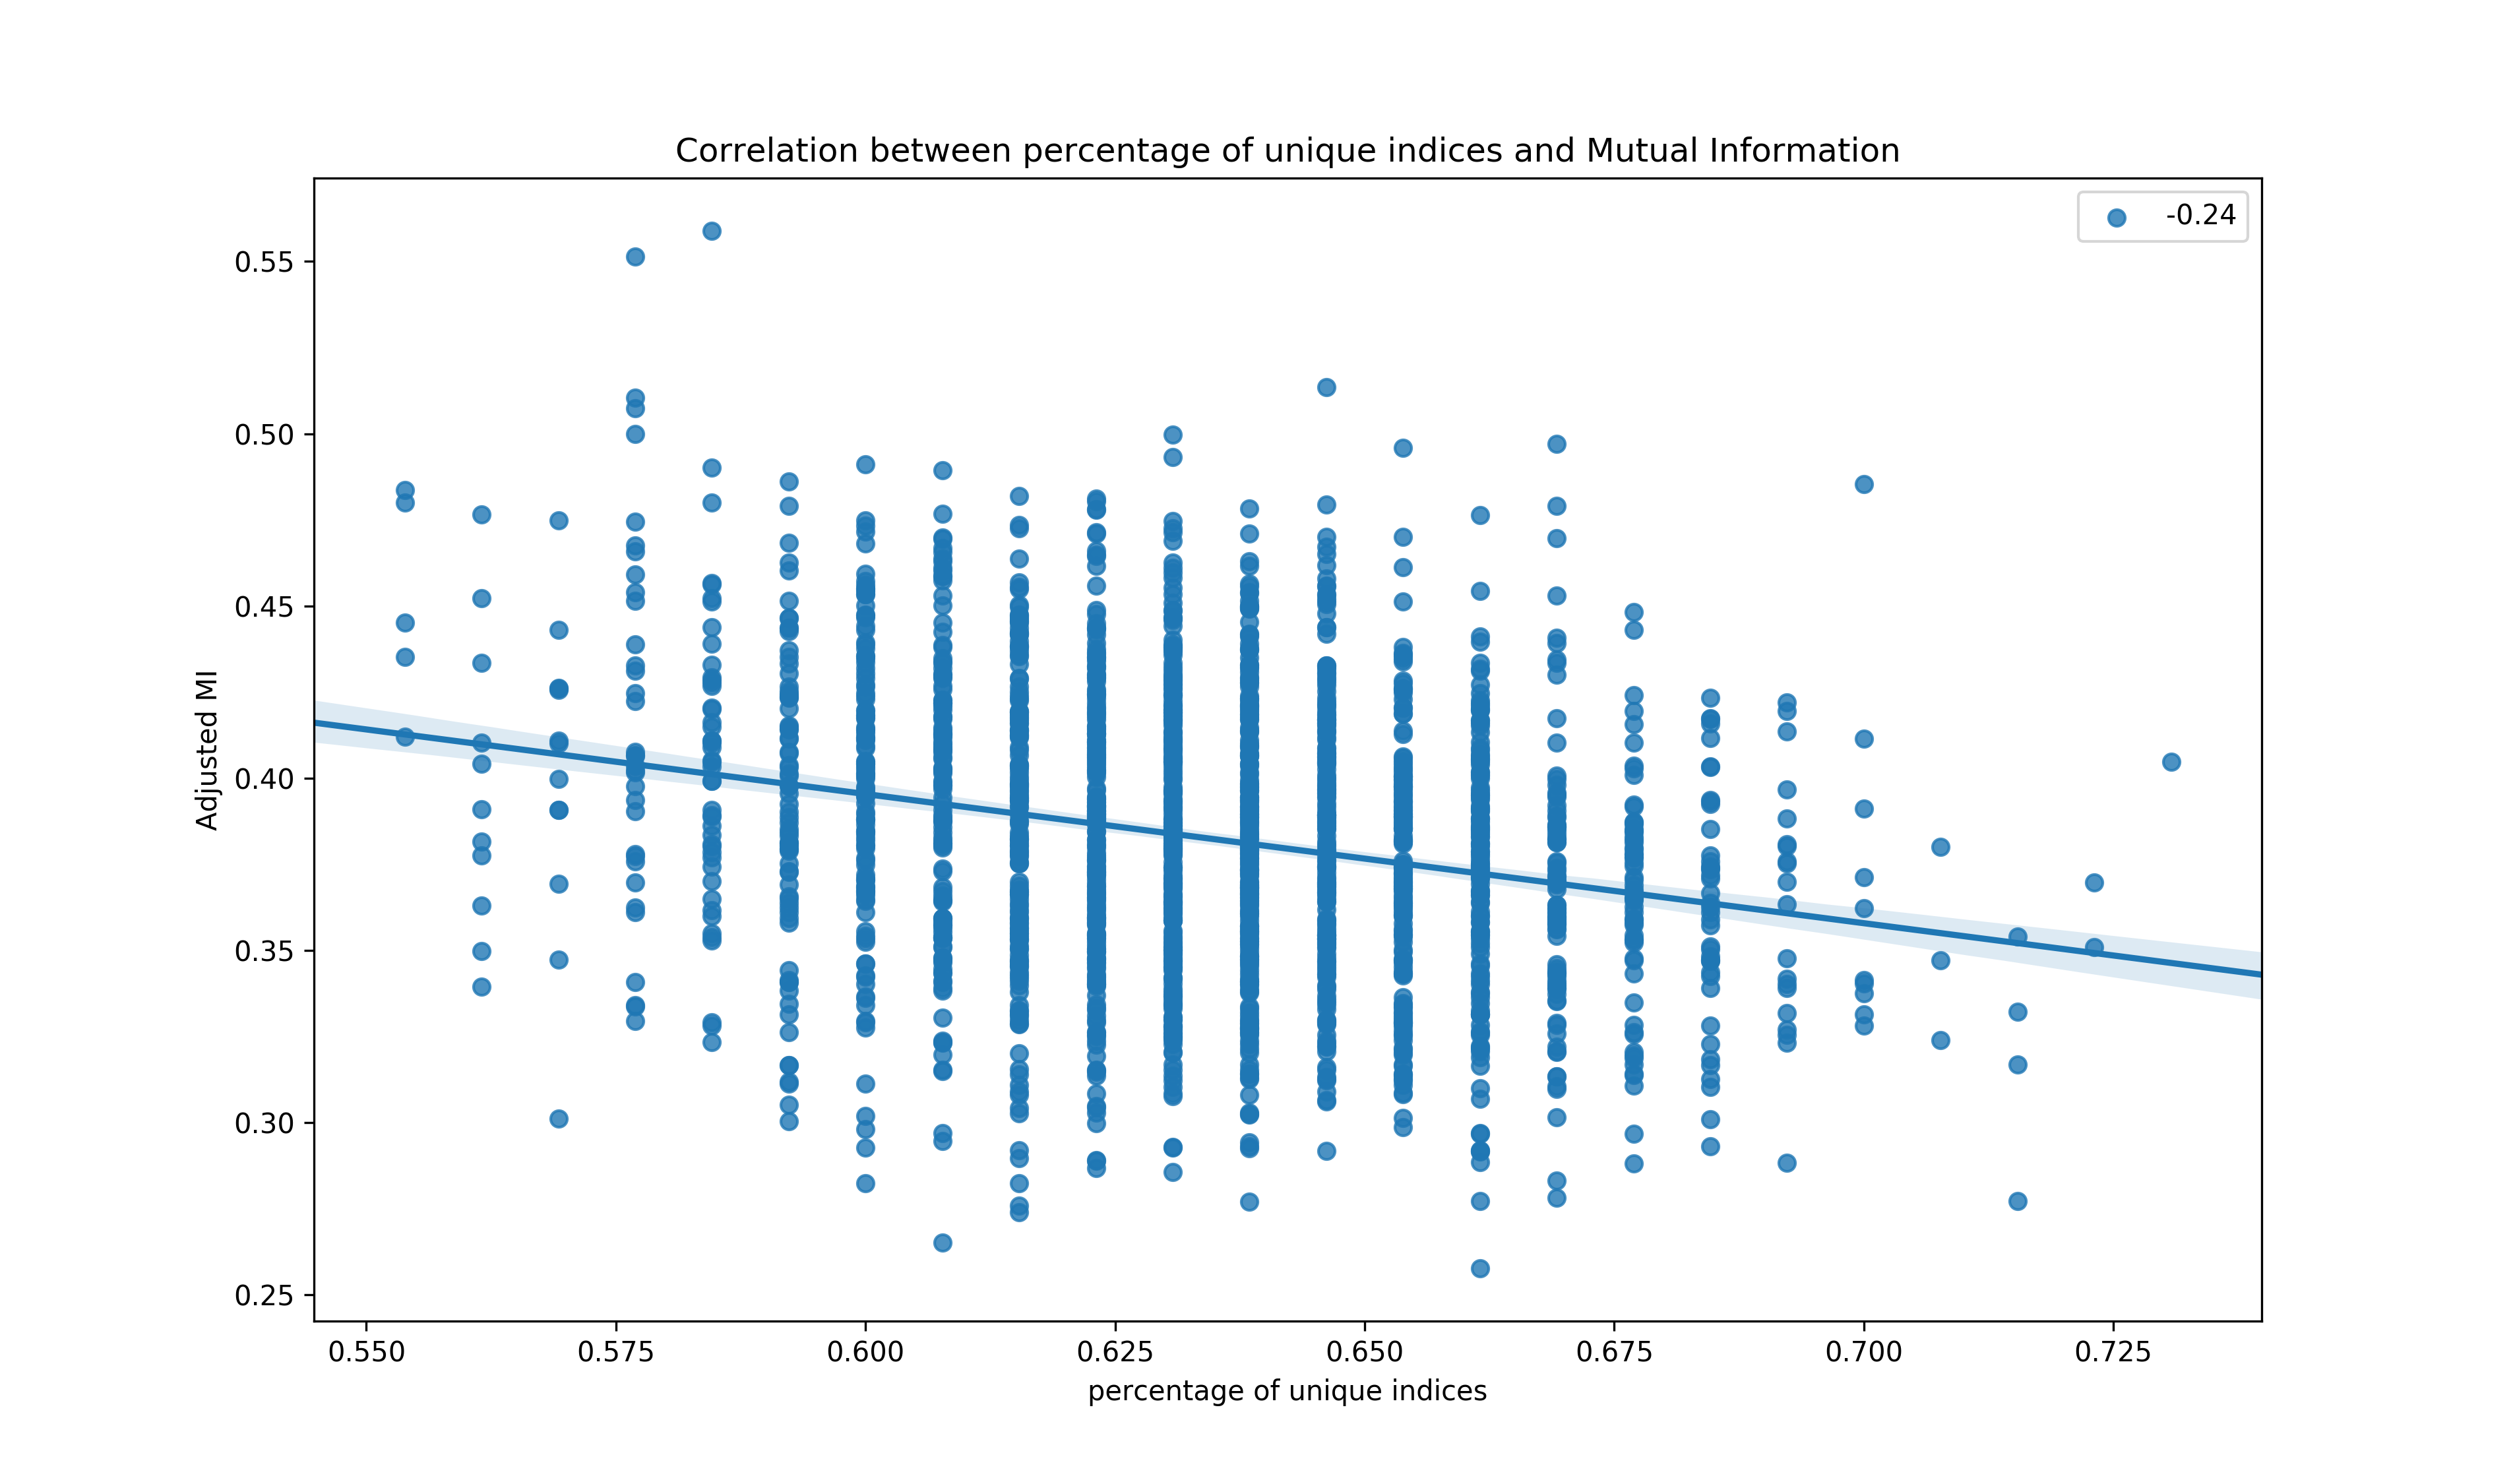 Correlation between percentage of unique indices and Mutual Information
-0.24
0.55
0.50
0.45
0.40
0.35
0.30
0.25
Adjusted MI
0.550 0.575 0.600 0.625 0.650 0.675 0.700 0.725
percentage of unique indices